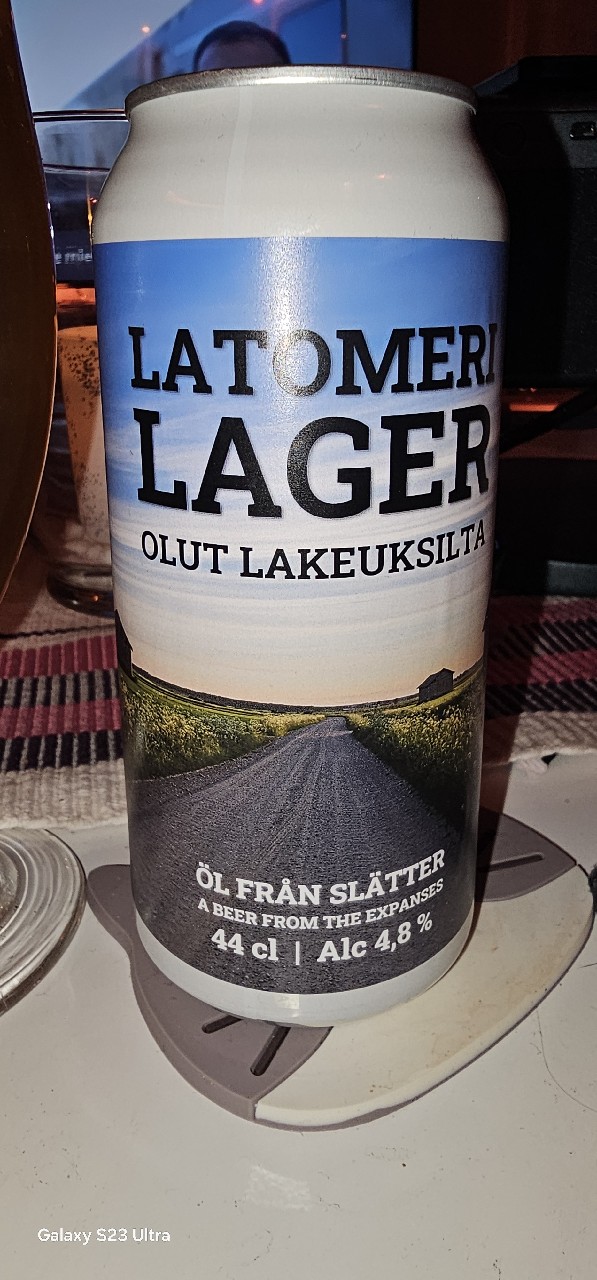 LATOMERI
LAGER
OLUT LAKEUKSILTA
ÖL FRÅN SLÄTTER
A BEER FROM THE EXPANSES
44 cl | Alc 4,8 %
Galaxy S23 Ultra